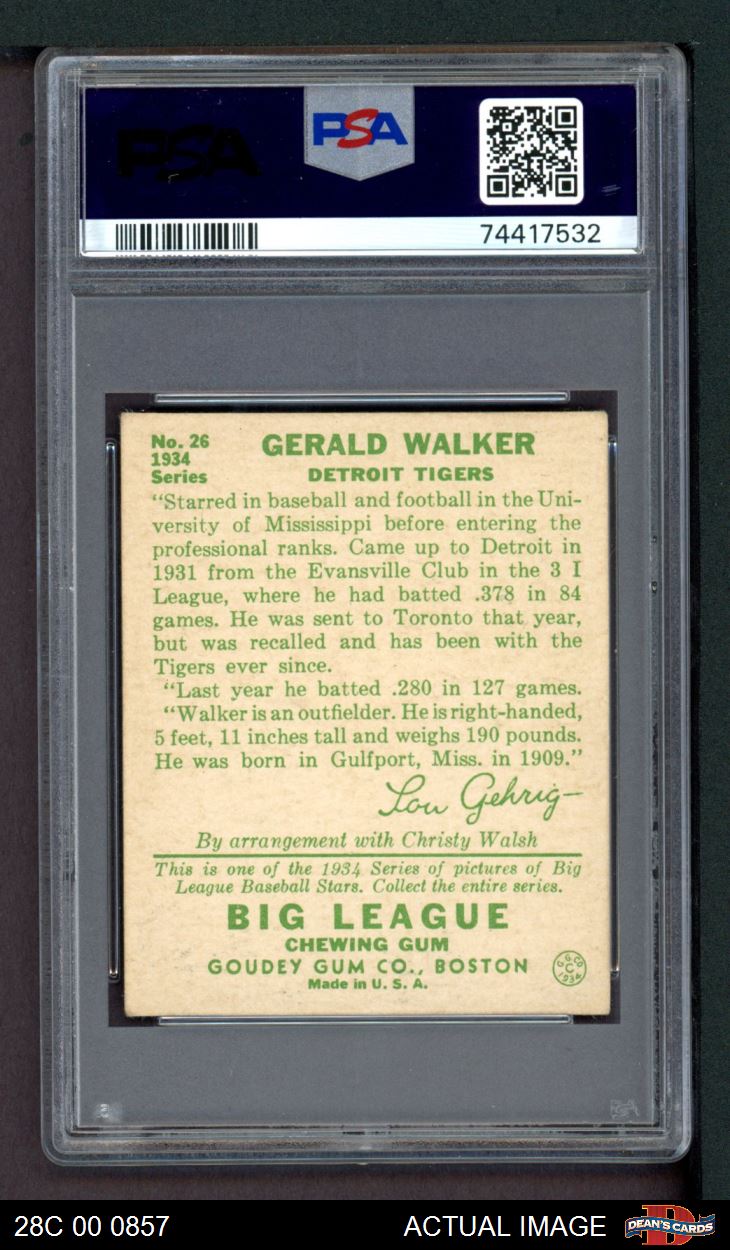 PSA
PSA
74417532
No. 26
1934
Series
GERALD WALKER
DETROIT TIGERS
“Starred in baseball and football in the Uni-
versity of Mississippi before entering the
professional ranks. Came up to Detroit in
1931 from the Evansville Club in the 3 I
League, where he had batted .378 in 84
games. He was sent to Toronto that year,
but was recalled and has been with the
Tigers ever since.
“Last year he batted .280 in 127 games.
“Walker is an outfielder. He is right-handed,
5 feet, 11 inches tall and weighs 190 pounds.
He was born in Gulfport, Miss. in 1909.”
Lou Gehrig
By arrangement with Christy Walsh
This is one of the 1934 Series of pictures of Big
League Baseball Stars. Collect the entire series.
BIG LEAGUE
CHEWING GUM
GOUDEY GUM CO., BOSTON
Made in U. S. A.
G. G. CO
C
1934
PSA
28C 00 0857
ACTUAL IMAGE
DEAN'S CARDS